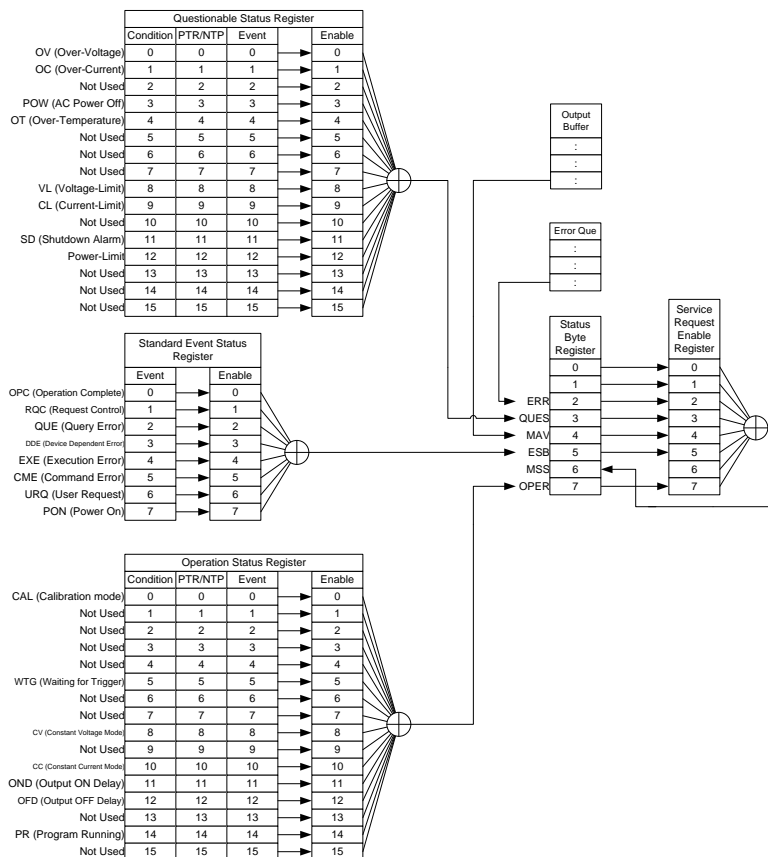 Questionable Status Register
Condition PTR/NTP Event Enable
OV (Over-Voltage) 0 0 0 0
OC (Over-Current) 1 1 1 1
Not Used 2 2 2 2
POW (AC Power Off) 3 3 3 3
OT (Over-Temperature) 4 4 4 4
Not Used 5 5 5 5
Not Used 6 6 6 6
Not Used 7 7 7 7
VL (Voltage-Limit) 8 8 8 8
CL (Current-Limit) 9 9 9 9
Not Used 10 10 10 10
SD (Shutdown Alarm) 11 11 11 11
Power-Limit 12 12 12 12
Not Used 13 13 13 13
Not Used 14 14 14 14
Not Used 15 15 15 15
Output
Buffer
:
:
:
Error Que
:
:
:
Standard Event Status
Register
Event Enable
OPC (Operation Complete) 0 0
RQC (Request Control) 1 1
QUE (Query Error) 2 2
DDE (Device Dependent Error) 3 3
EXE (Execution Error) 4 4
CME (Command Error) 5 5
URQ (User Request) 6 6
PON (Power On) 7 7
Status
Byte
Register
Service
Request
Enable
Register
0 0
1 1
ERR 2 2
QUES 3 3
MAV 4 4
ESB 5 5
MSS 6 6
OPER 7 7
Operation Status Register
Condition PTR/NTP Event Enable
CAL (Calibration mode) 0 0 0 0
Not Used 1 1 1 1
Not Used 2 2 2 2
Not Used 3 3 3 3
Not Used 4 4 4 4
WTG (Waiting for Trigger) 5 5 5 5
Not Used 6 6 6 6
Not Used 7 7 7 7
CV (Constant Voltage Mode) 8 8 8 8
Not Used 9 9 9 9
CC (Constant Current Mode) 10 10 10 10
OND (Output ON Delay) 11 11 11 11
OFD (Output OFF Delay) 12 12 12 12
Not Used 13 13 13 13
PR (Program Running) 14 14 14 14
Not Used 15 15 15 15